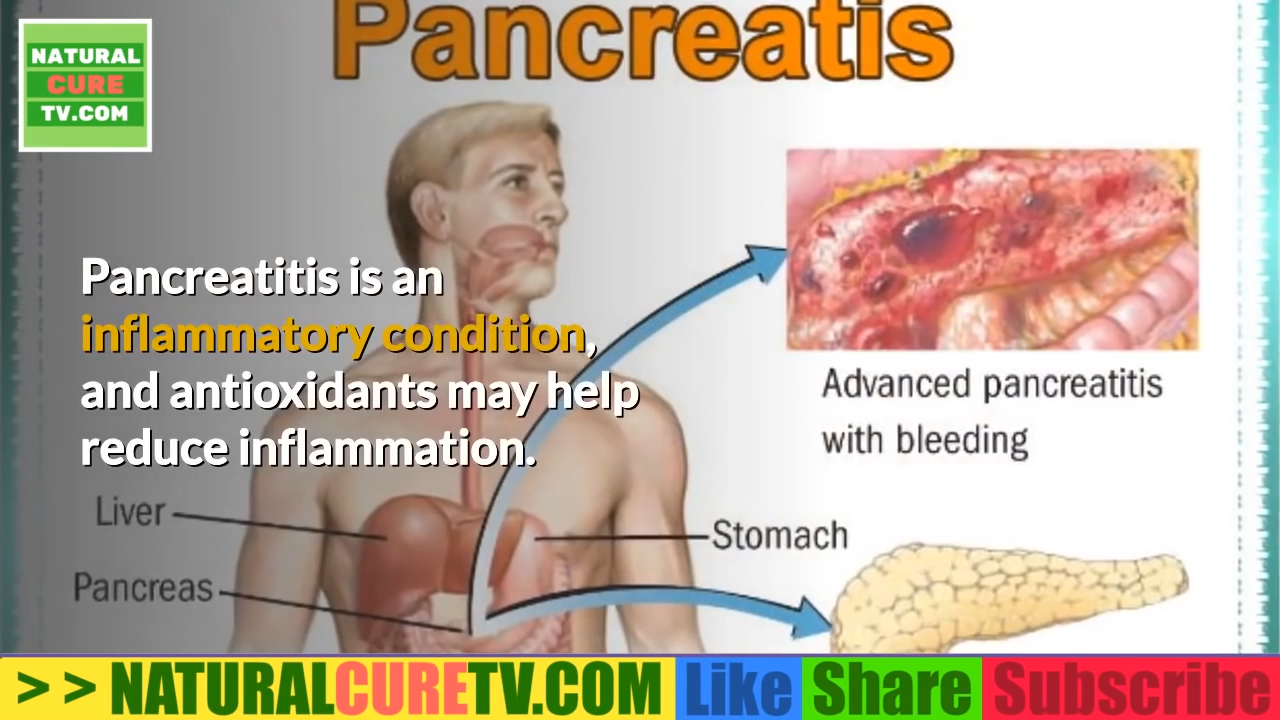 Pancreatis
NATURAL
CURE
TV.COM
Pancreatitis is an
inflammatory condition,
and antioxidants may help
reduce inflammation.
Advanced pancreatitis
with bleeding
Liver
Stomach
Pancreas
> > NATURALCURETV.COM Like Share Subscribe